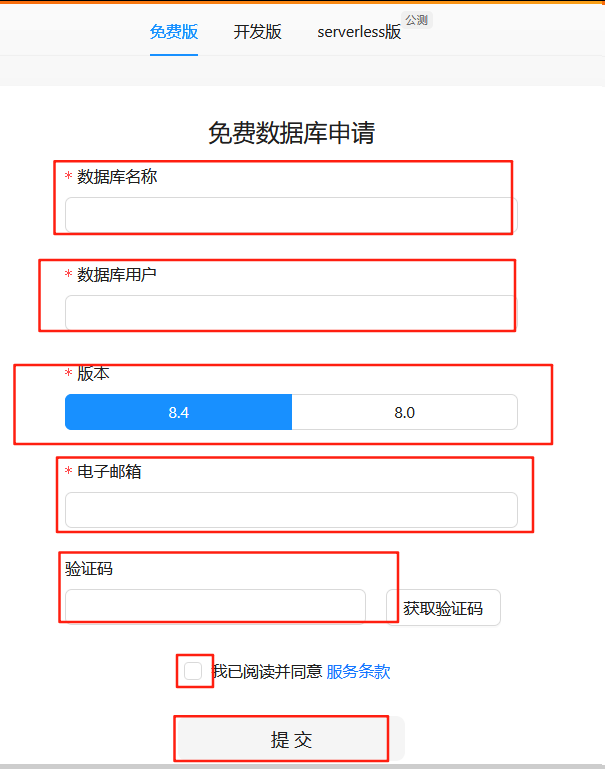 免费版 开发版 serverless版 公测
免费数据库申请
* 数据库名称
* 数据库用户
* 版本
8.4 8.0
* 电子邮箱
验证码
获取验证码
我已阅读并同意 服务条款
提 交